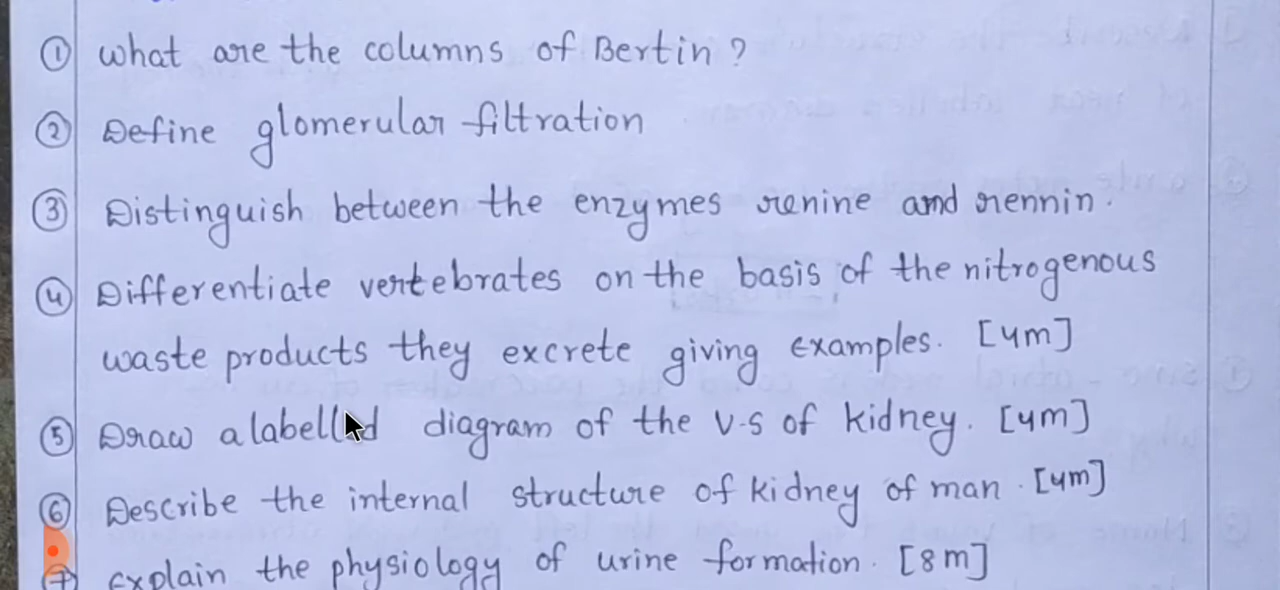 ① what are the columns of Bertin ?
② Define glomerular filtration
③ Distinguish between the enzymes renine and rennin.
④ Differentiate vertebrates on the basis of the nitrogenous
waste products they excrete giving examples. [4m]
⑤ Draw a labelled diagram of the V.S of kidney. [4m]
⑥ Describe the internal structure of kidney of man. [4m]
⑦ Explain the physiology of urine formation. [8m]